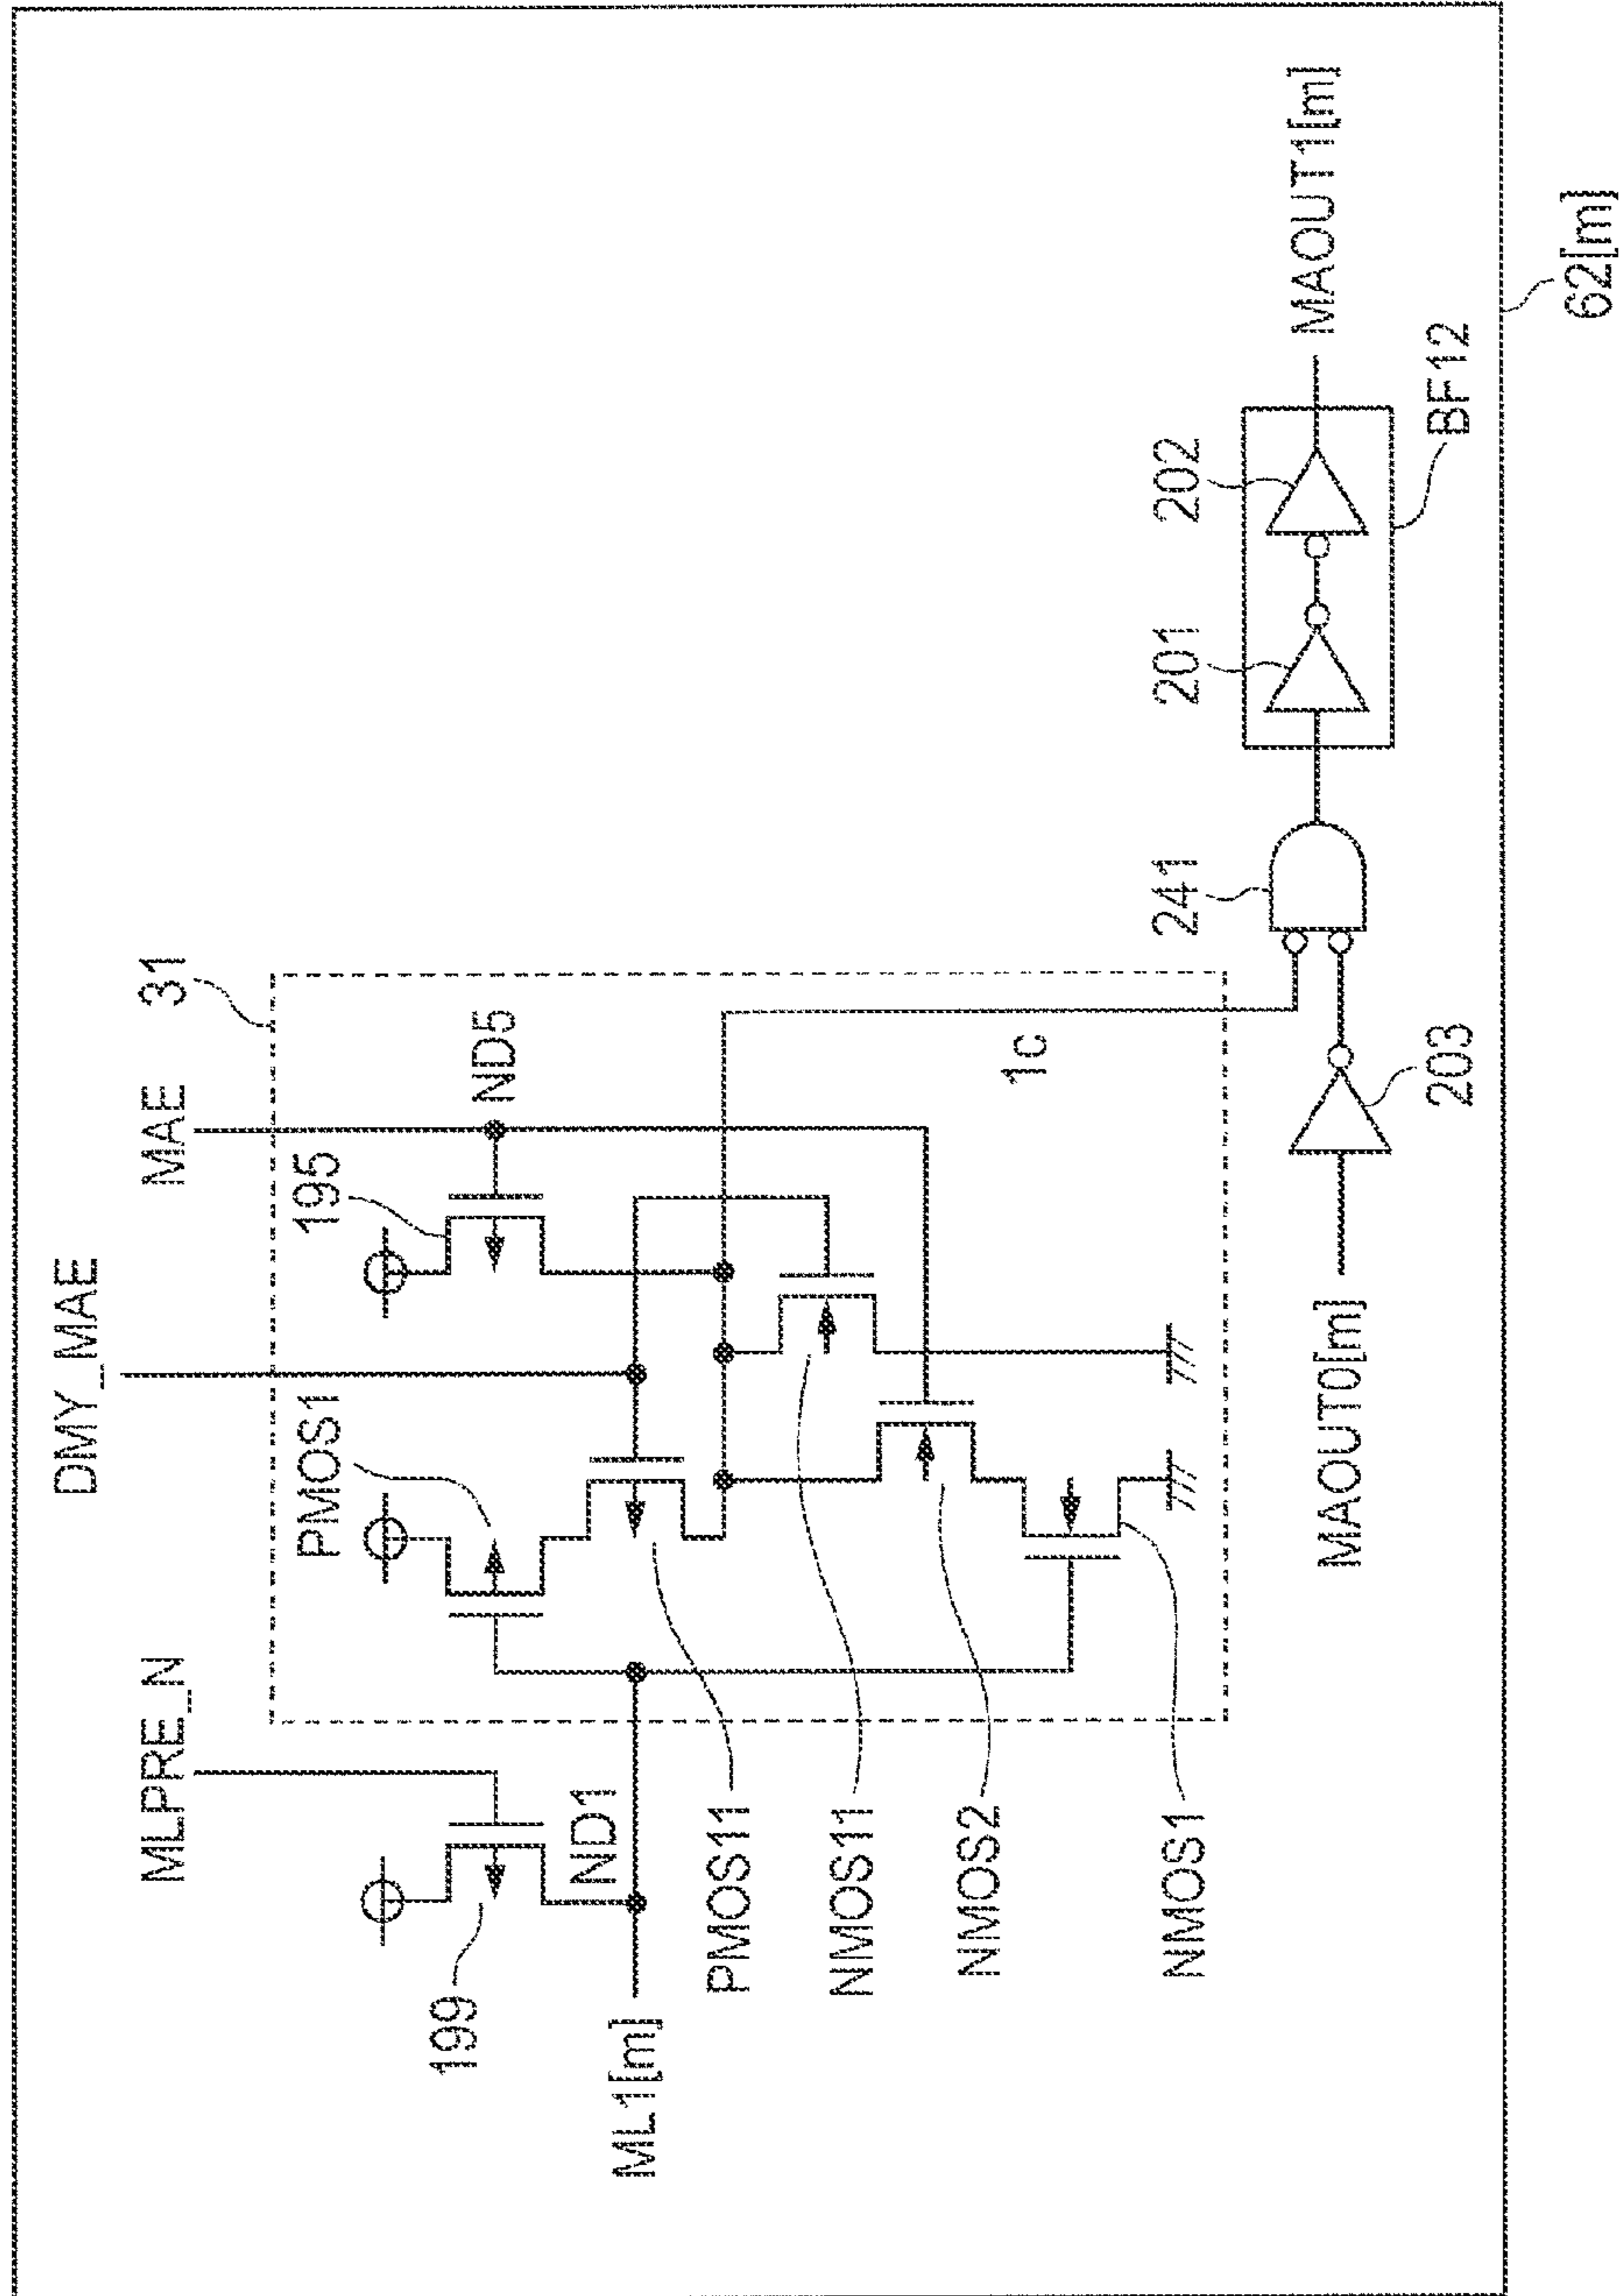 DMY_MAE
MLPRE_N
MAE
31
PMOS1
195
199
ND1
ND5
ML1[m]
PMOS11
NMOS11
NMOS2
NMOS1
1c
241
201
202
MAOUT0[m]
203
MAOUT1[m]
BF12
62[m]